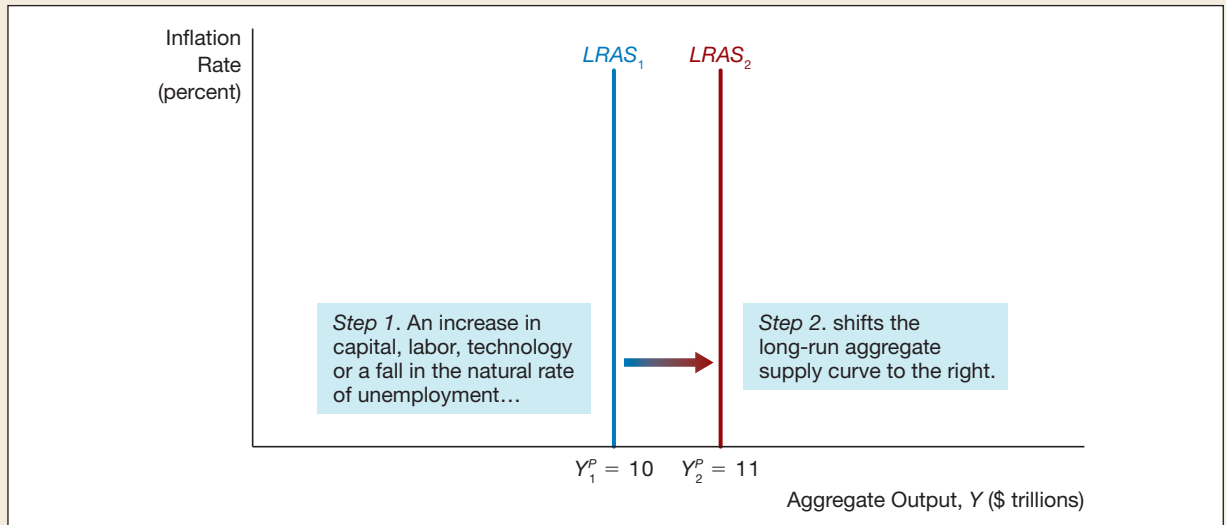 Inflation
Rate
(percent)
LRAS₁
LRAS₂
Step 1. An increase in
capital, labor, technology
or a fall in the natural rate
of unemployment…
Step 2. shifts the
long-run aggregate
supply curve to the right.
Y₁ᴾ = 10
Y₂ᴾ = 11
Aggregate Output, Y ($ trillions)